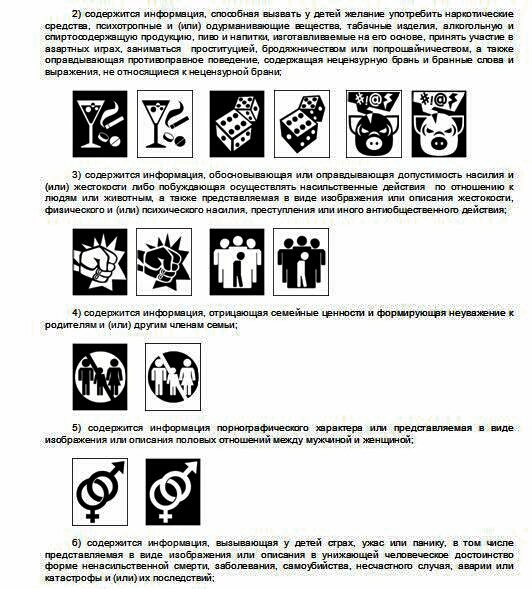 2) содержится информация, способная вызвать у детей желание употребить наркотические
средства, психотропные и (или) одурманивающие вещества, табачные изделия, алкогольную и
спиртосодержащую продукцию, пиво и напитки, изготавливаемые на его основе, принять участие в
азартных играх, заниматься проституцией, бродяжничеством или попрошайничеством, а также
оправдывающая противоправное поведение, содержащая нецензурную брань и бранные слова и
выражения, не относящиеся к нецензурной брани;
*!@$ *!@$
3) содержится информация, обосновывающая или оправдывающая допустимость насилия и
(или) жестокости либо побуждающая осуществлять насильственные действия по отношению к
людям или животным, а также представляемая в виде изображения или описания жестокости,
физического и (или) психического насилия, преступления или иного антиобщественного действия;
4) содержится информация, отрицающая семейные ценности и формирующая неуважение к
родителям и (или) другим членам семьи;
5) содержится информация порнографического характера или представляемая в виде
изображения или описания половых отношений между мужчиной и женщиной;
6) содержится информация, вызывающая у детей страх, ужас или панику, в том числе
представляемая в виде изображения или описания в унижающей человеческое достоинство
форме ненасильственной смерти, заболевания, самоубийства, несчастного случая, аварии или
катастрофы и (или) их последствий;